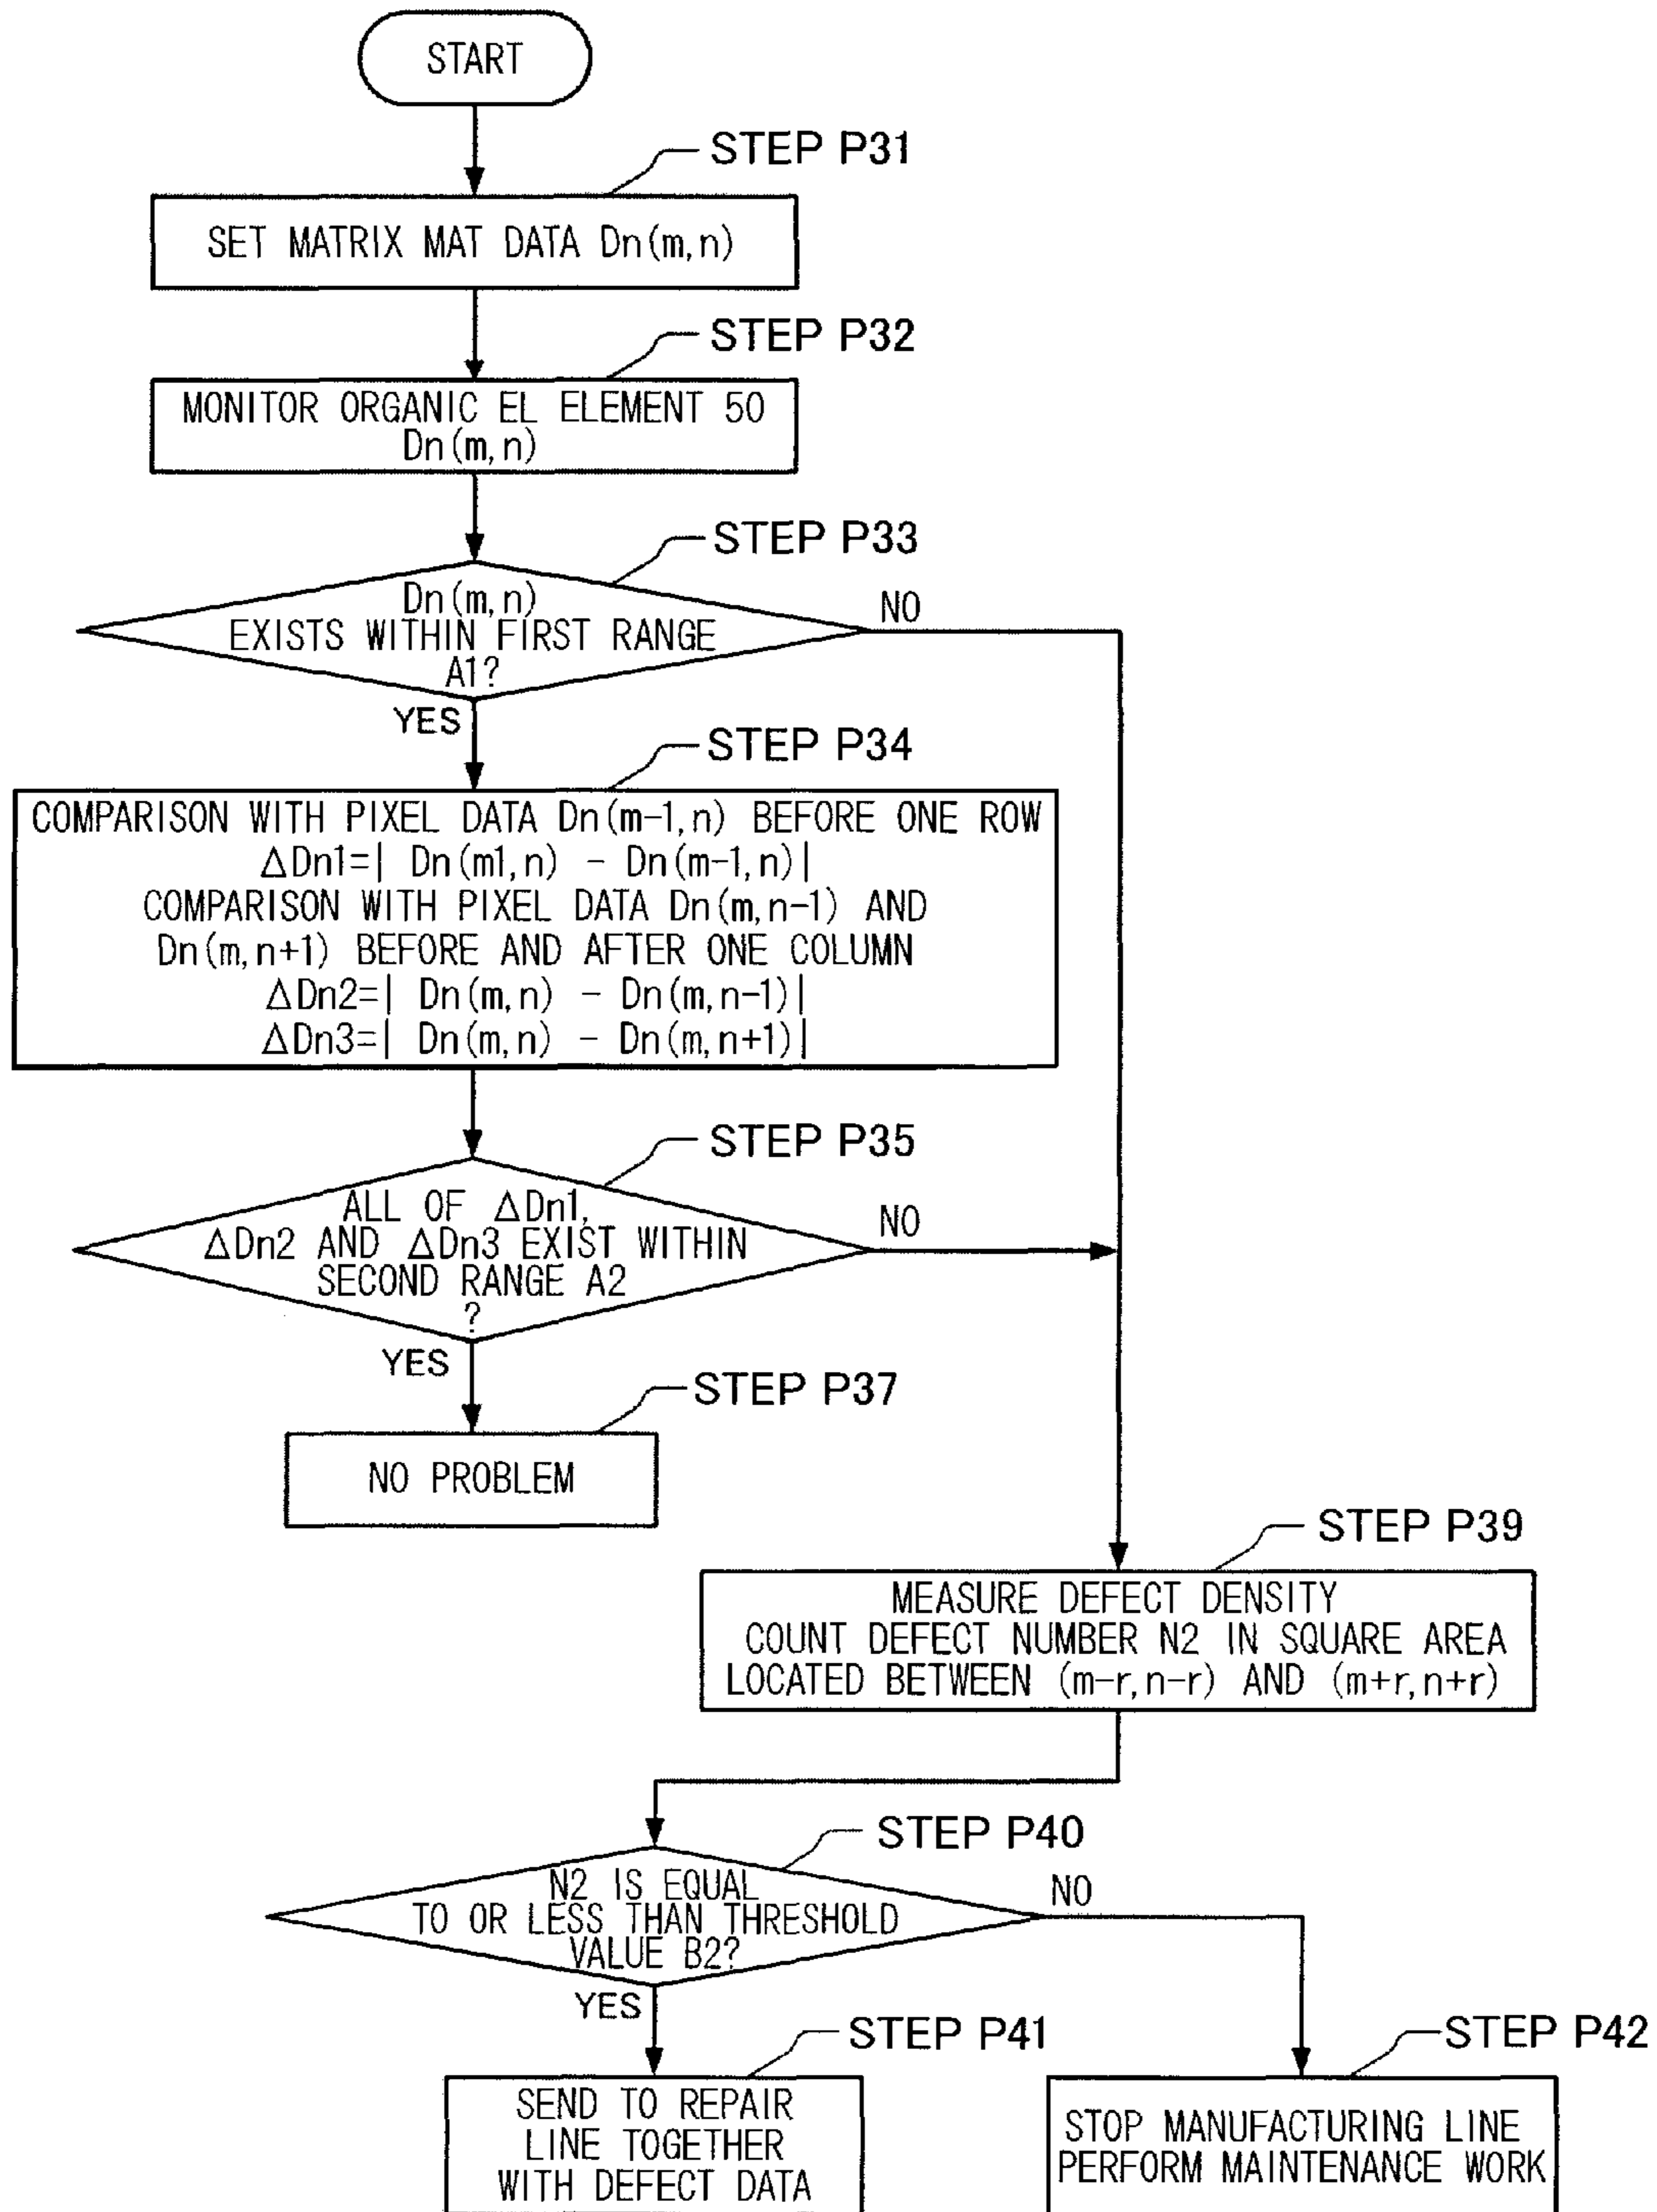 START
STEP P31
SET MATRIX MAT DATA Dn(m,n)
STEP P32
MONITOR ORGANIC EL ELEMENT 50
Dn(m,n)
STEP P33
Dn(m,n)
EXISTS WITHIN FIRST RANGE
A1?
NO
YES
STEP P34
COMPARISON WITH PIXEL DATA Dn(m-1,n) BEFORE ONE ROW
ΔDn1=| Dn(m1,n) - Dn(m-1,n)|
COMPARISON WITH PIXEL DATA Dn(m,n-1) AND
Dn(m,n+1) BEFORE AND AFTER ONE COLUMN
ΔDn2=| Dn(m,n) - Dn(m,n-1)|
ΔDn3=| Dn(m,n) - Dn(m,n+1)|
STEP P35
ALL OF ΔDn1,
ΔDn2 AND ΔDn3 EXIST WITHIN
SECOND RANGE A2
?
NO
YES
STEP P37
NO PROBLEM
STEP P39
MEASURE DEFECT DENSITY
COUNT DEFECT NUMBER N2 IN SQUARE AREA
LOCATED BETWEEN (m-r,n-r) AND (m+r,n+r)
STEP P40
N2 IS EQUAL
TO OR LESS THAN THRESHOLD
VALUE B2?
NO
YES
STEP P41
SEND TO REPAIR
LINE TOGETHER
WITH DEFECT DATA
STEP P42
STOP MANUFACTURING LINE
PERFORM MAINTENANCE WORK